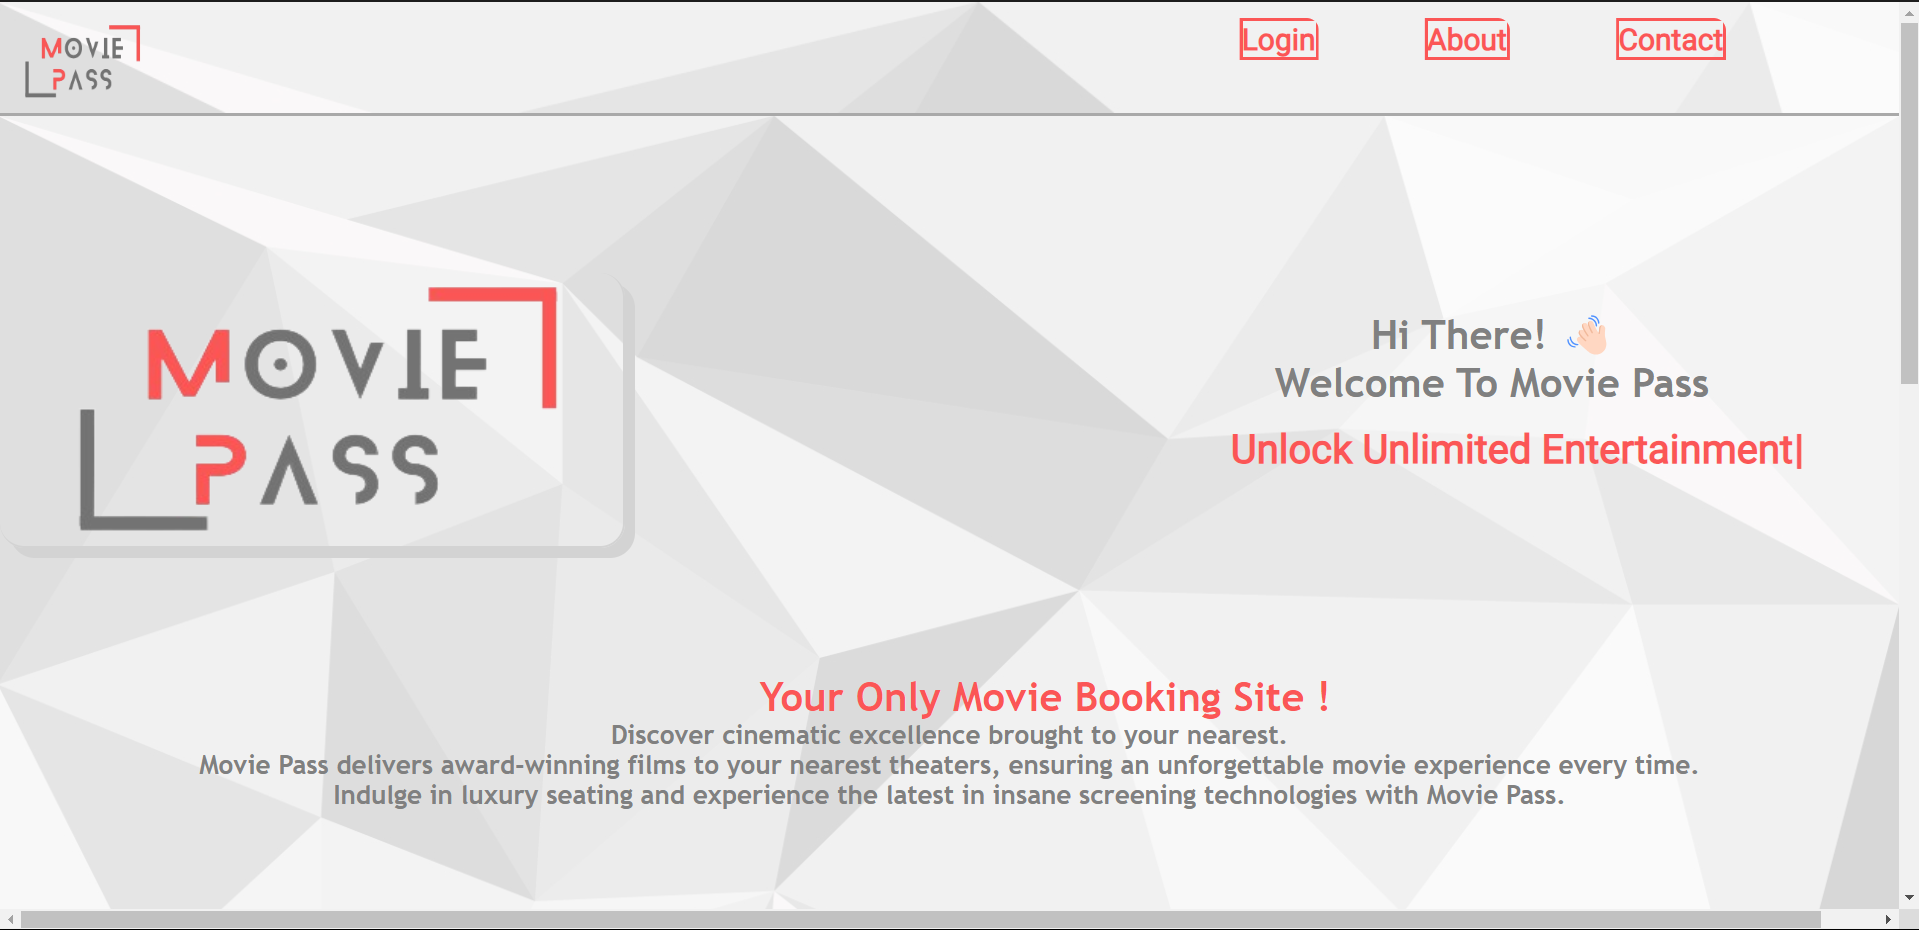 MOVIE
PASS
Login
About
Contact
MOVIE
PASS
Hi There! 👋🏻
Welcome To Movie Pass
Unlock Unlimited Entertainment|
Your Only Movie Booking Site !
Discover cinematic excellence brought to your nearest.
Movie Pass delivers award-winning films to your nearest theaters, ensuring an unforgettable movie experience every time.
Indulge in luxury seating and experience the latest in insane screening technologies with Movie Pass.